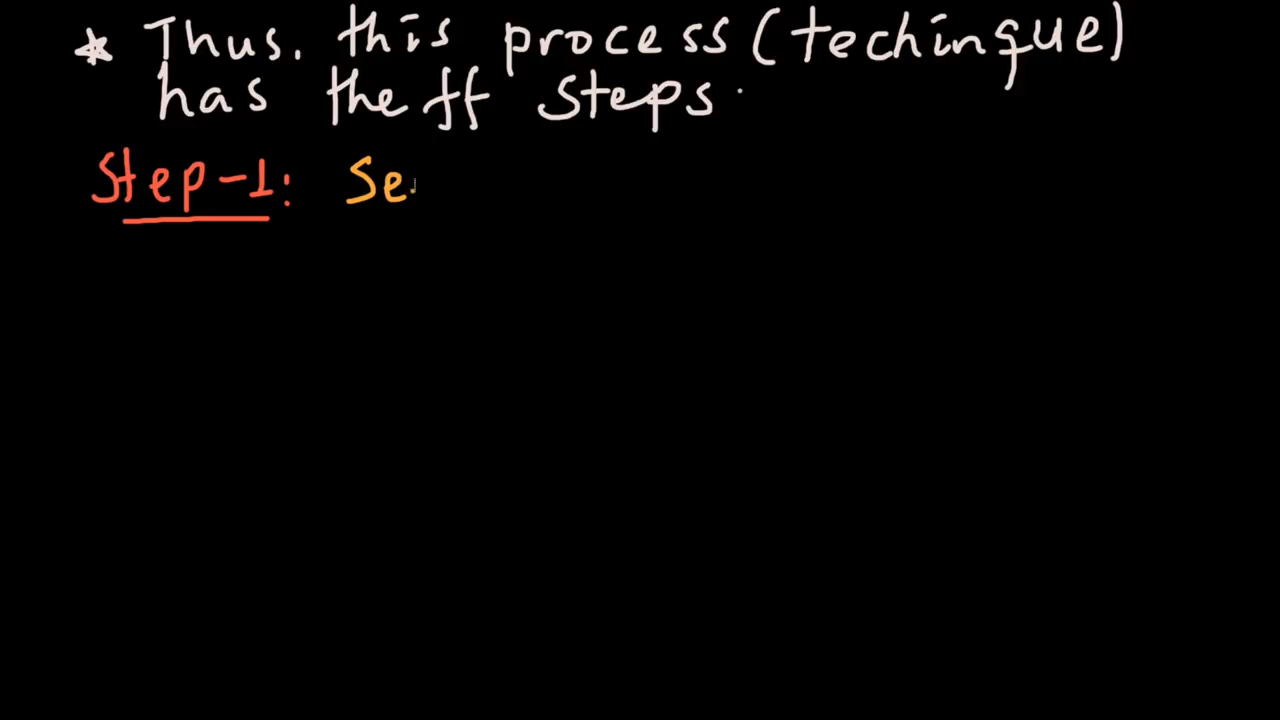 * Thus, this process (techinque)
has the ff steps.
Step-1: Se